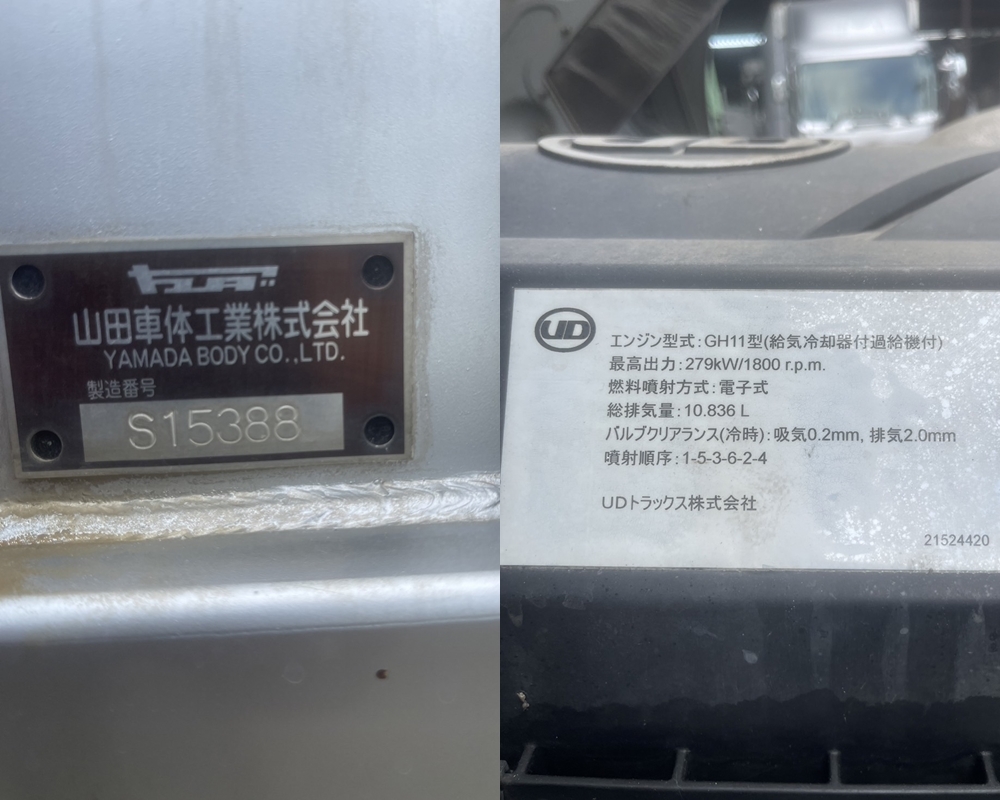 ヤマダ
山田車体工業株式会社
YAMADA BODY CO.,LTD.
製造番号
S15388
UD
エンジン型式:GH11型(給気冷却器付過給機付)
最高出力:279kW/1800 r.p.m.
燃料噴射方式:電子式
総排気量:10.836 L
バルブクリアランス(冷時):吸気0.2mm, 排気2.0mm
噴射順序:1-5-3-6-2-4
UDトラックス株式会社
21524420